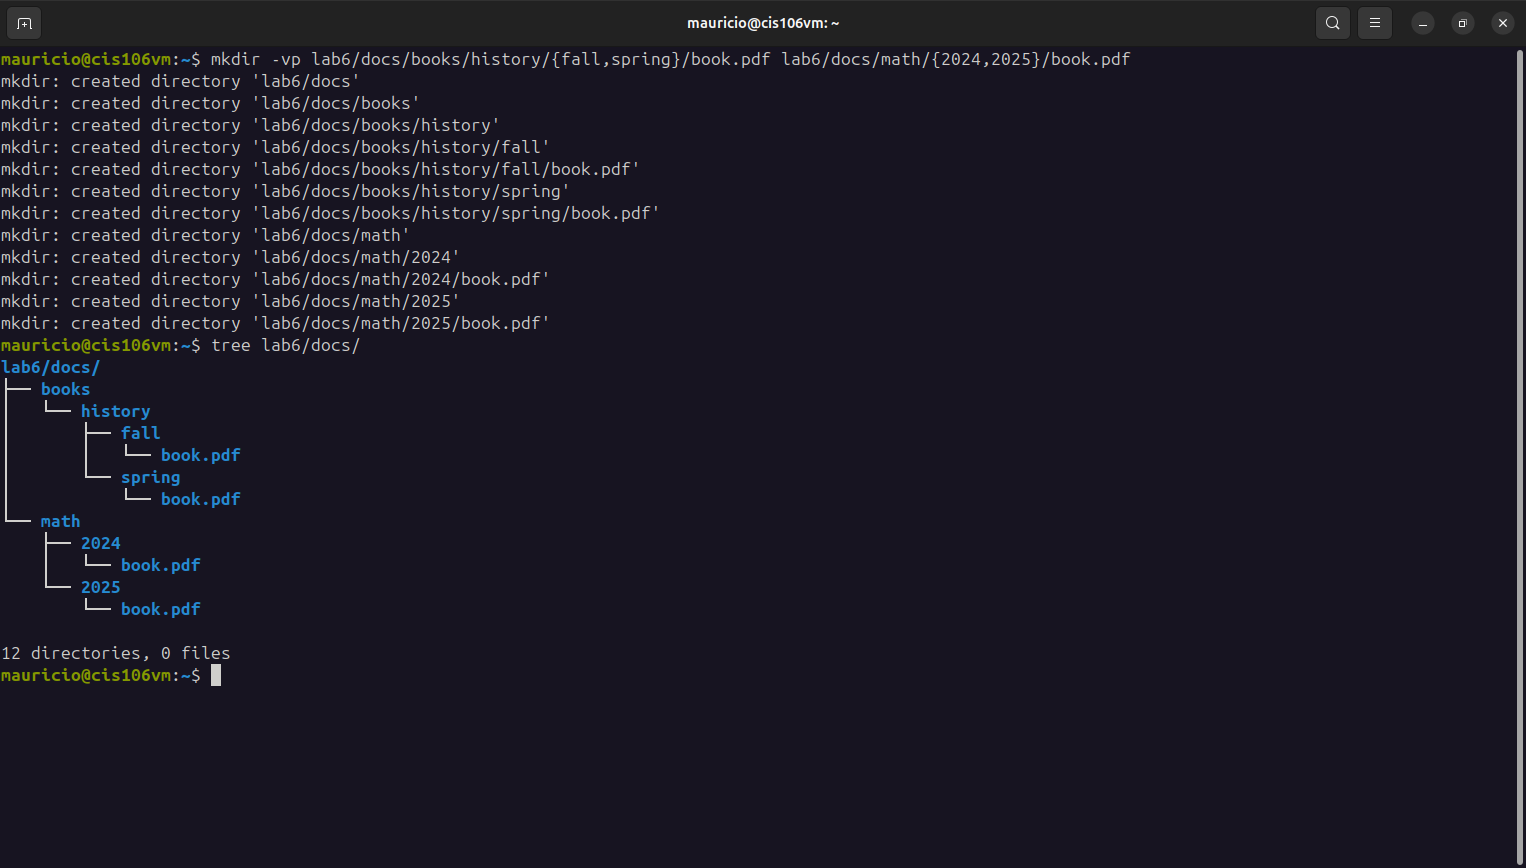 mauricio@cis106vm: ~
mauricio@cis106vm:~$ mkdir -vp lab6/docs/books/history/{fall,spring}/book.pdf lab6/docs/math/{2024,2025}/book.pdf
mkdir: created directory 'lab6/docs'
mkdir: created directory 'lab6/docs/books'
mkdir: created directory 'lab6/docs/books/history'
mkdir: created directory 'lab6/docs/books/history/fall'
mkdir: created directory 'lab6/docs/books/history/fall/book.pdf'
mkdir: created directory 'lab6/docs/books/history/spring'
mkdir: created directory 'lab6/docs/books/history/spring/book.pdf'
mkdir: created directory 'lab6/docs/math'
mkdir: created directory 'lab6/docs/math/2024'
mkdir: created directory 'lab6/docs/math/2024/book.pdf'
mkdir: created directory 'lab6/docs/math/2025'
mkdir: created directory 'lab6/docs/math/2025/book.pdf'
mauricio@cis106vm:~$ tree lab6/docs/
lab6/docs/
├── books
│   └── history
│       ├── fall
│       │   └── book.pdf
│       └── spring
│           └── book.pdf
└── math
    ├── 2024
    │   └── book.pdf
    └── 2025
        └── book.pdf
12 directories, 0 files
mauricio@cis106vm:~$